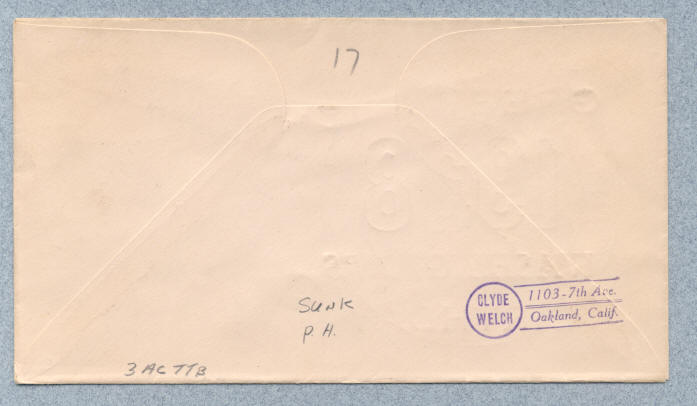 17
SUNK
P.H.
CLYDE WELCH
1103-7th Ave.
Oakland, Calif.
3 AC TTB